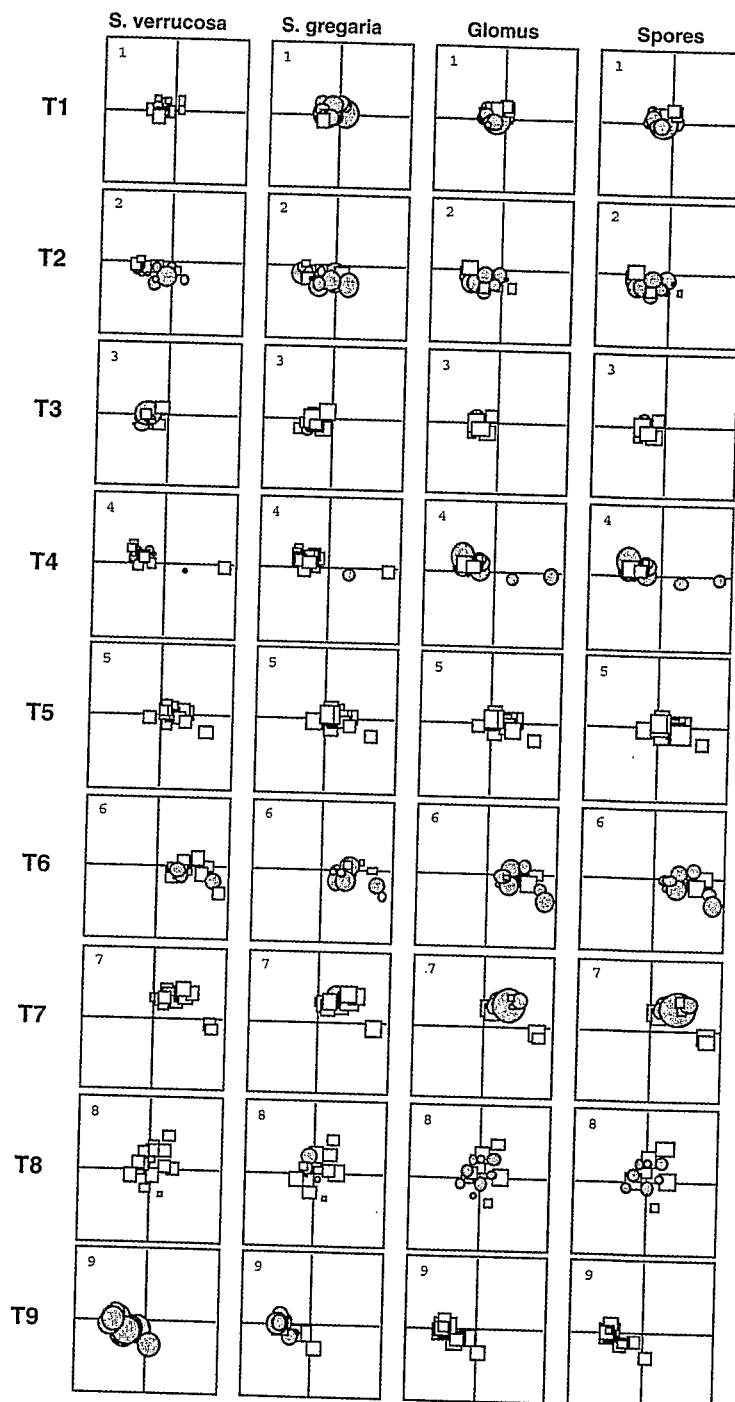 S. verrucosa S. gregaria Glomus Spores
T1 1 1 1 1
T2 2 2 2 2
T3 3 3 3 3
T4 4 4 4 4
T5 5 5 5 5
T6 6 6 6 6
T7 7 7 .7 7
T8 8 8 8 8
T9 9 9 9 9